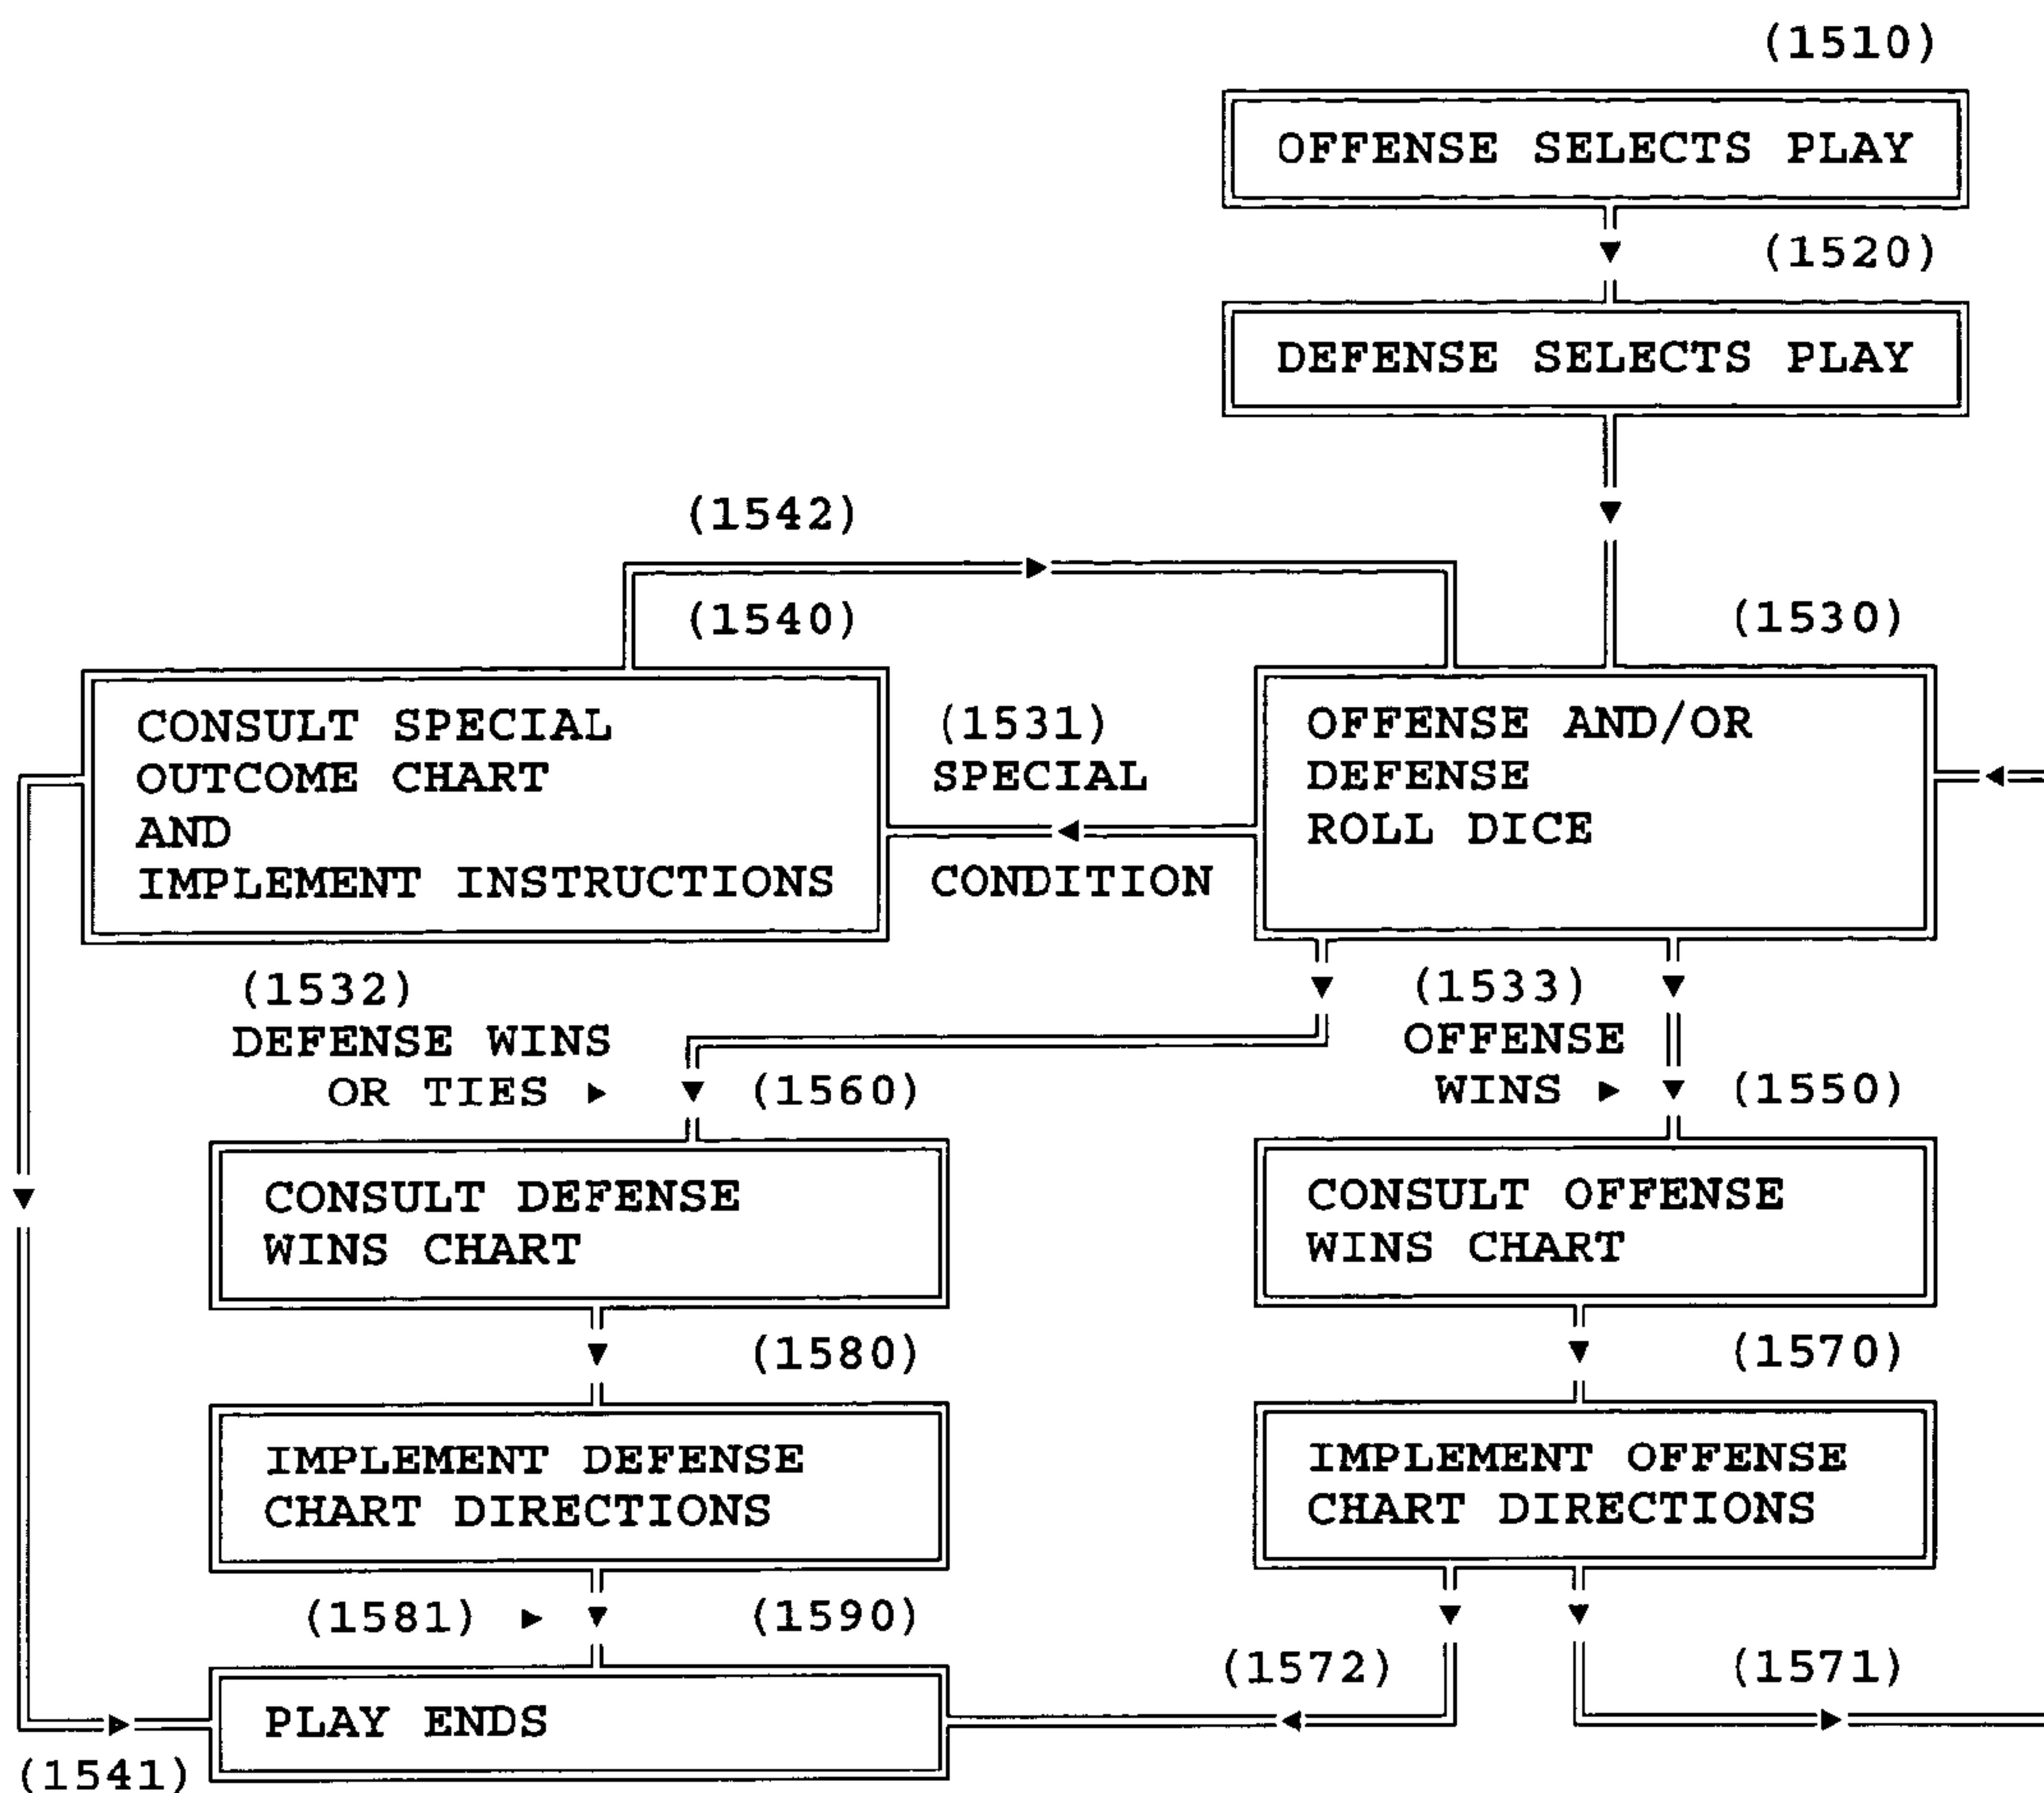 (1510)
OFFENSE SELECTS PLAY
(1520)
DEFENSE SELECTS PLAY
(1542)
(1540)
(1530)
CONSULT SPECIAL
OUTCOME CHART
AND
IMPLEMENT INSTRUCTIONS
(1531)
SPECIAL
CONDITION
OFFENSE AND/OR
DEFENSE
ROLL DICE
(1532)
DEFENSE WINS
OR TIES ►
(1560)
(1533)
OFFENSE
WINS ►
(1550)
CONSULT DEFENSE
WINS CHART
CONSULT OFFENSE
WINS CHART
(1580)
(1570)
IMPLEMENT DEFENSE
CHART DIRECTIONS
IMPLEMENT OFFENSE
CHART DIRECTIONS
(1581) ►
(1590)
(1572)
(1571)
PLAY ENDS
(1541)